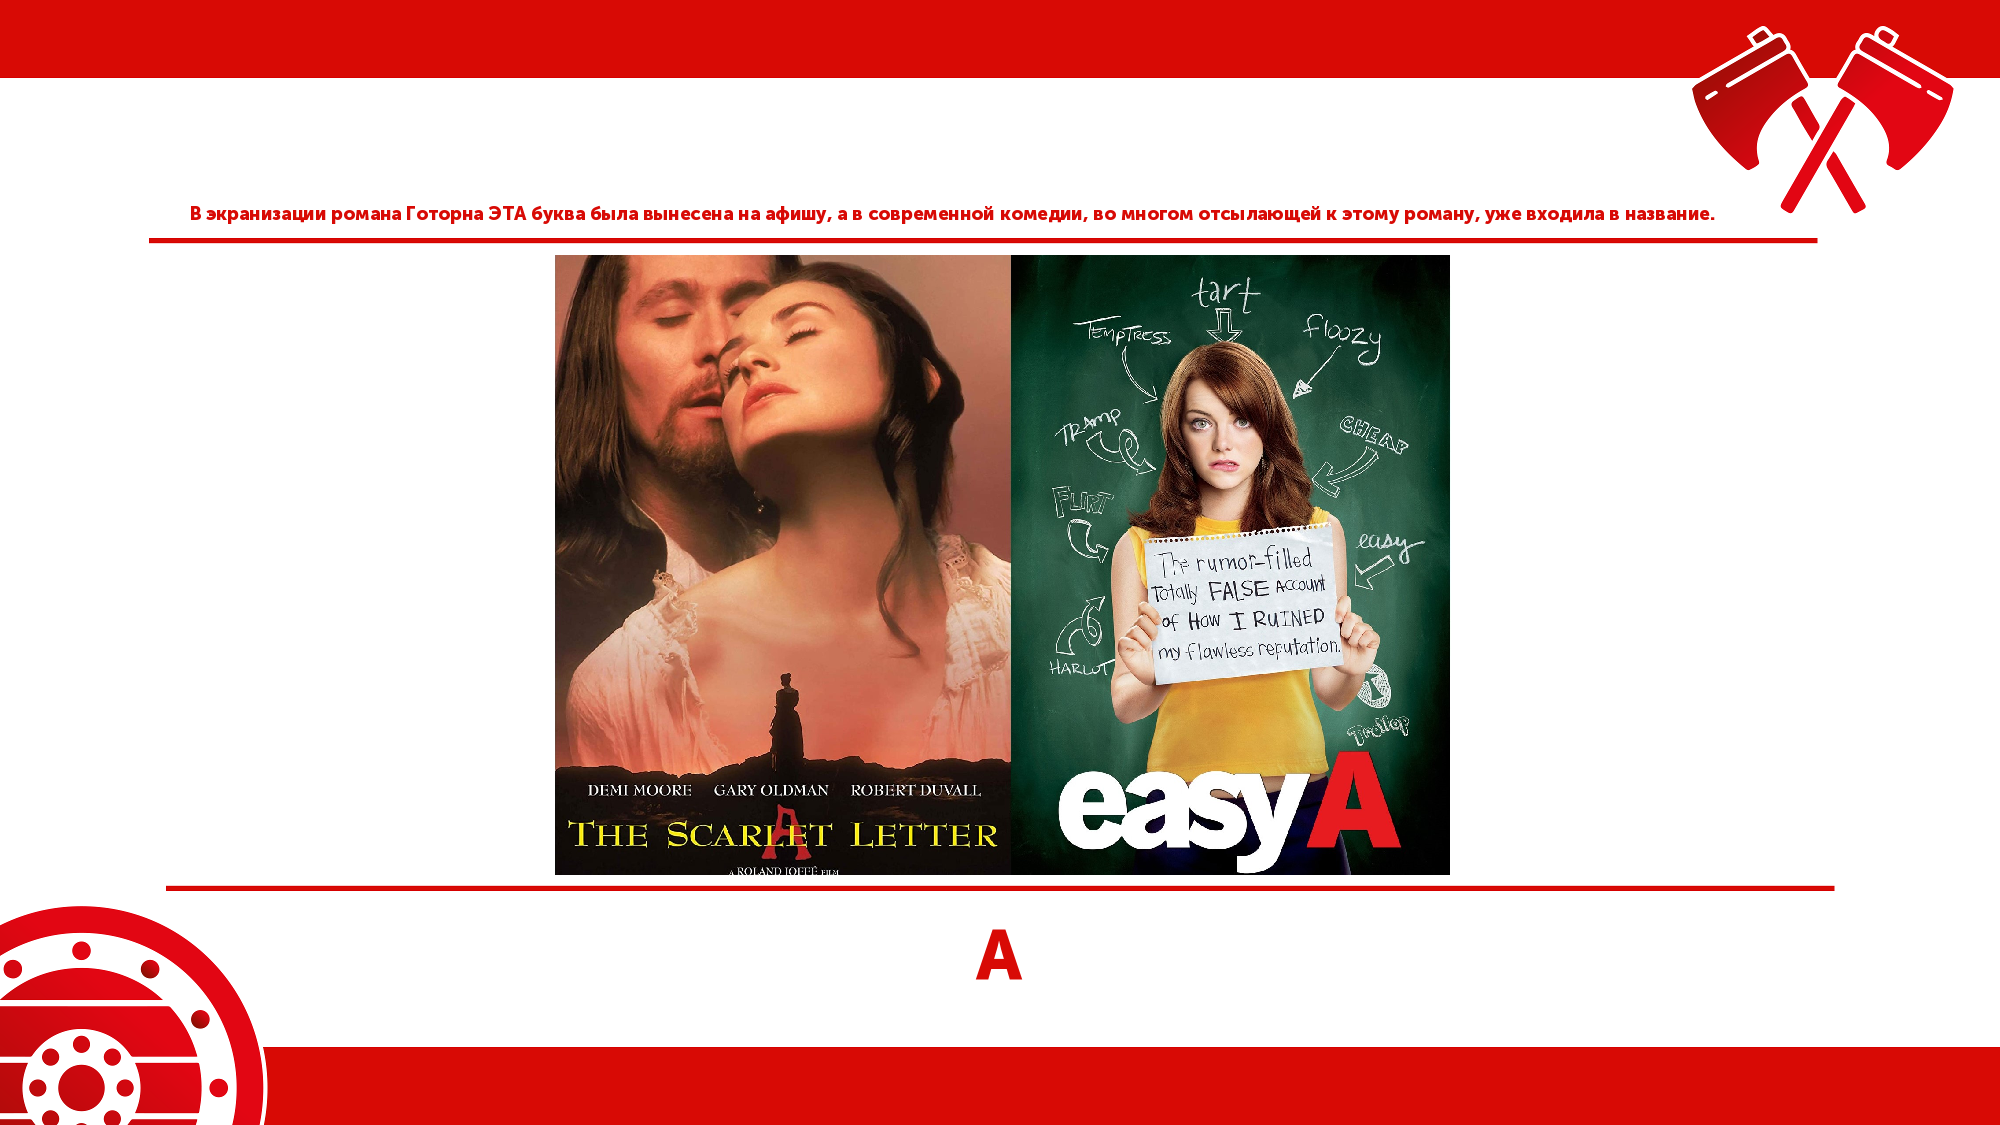 В экранизации романа Готорна ЭТА буква была вынесена на афишу, а в современной комедии, во многом отсылающей к этому роману, уже входила в название.
DEMI MOORE GARY OLDMAN ROBERT DUVALL
A
THE SCARLET LETTER
A ROLAND JOFFÉ FILM
tart
TEMPTRESS
floozy
TRAMP
CHEAP
FLIRT
easy
The rumor-filled
Totally FALSE Account
of How I RUINED
my flawless reputation.
HARLOT
Trollop
easy A
А